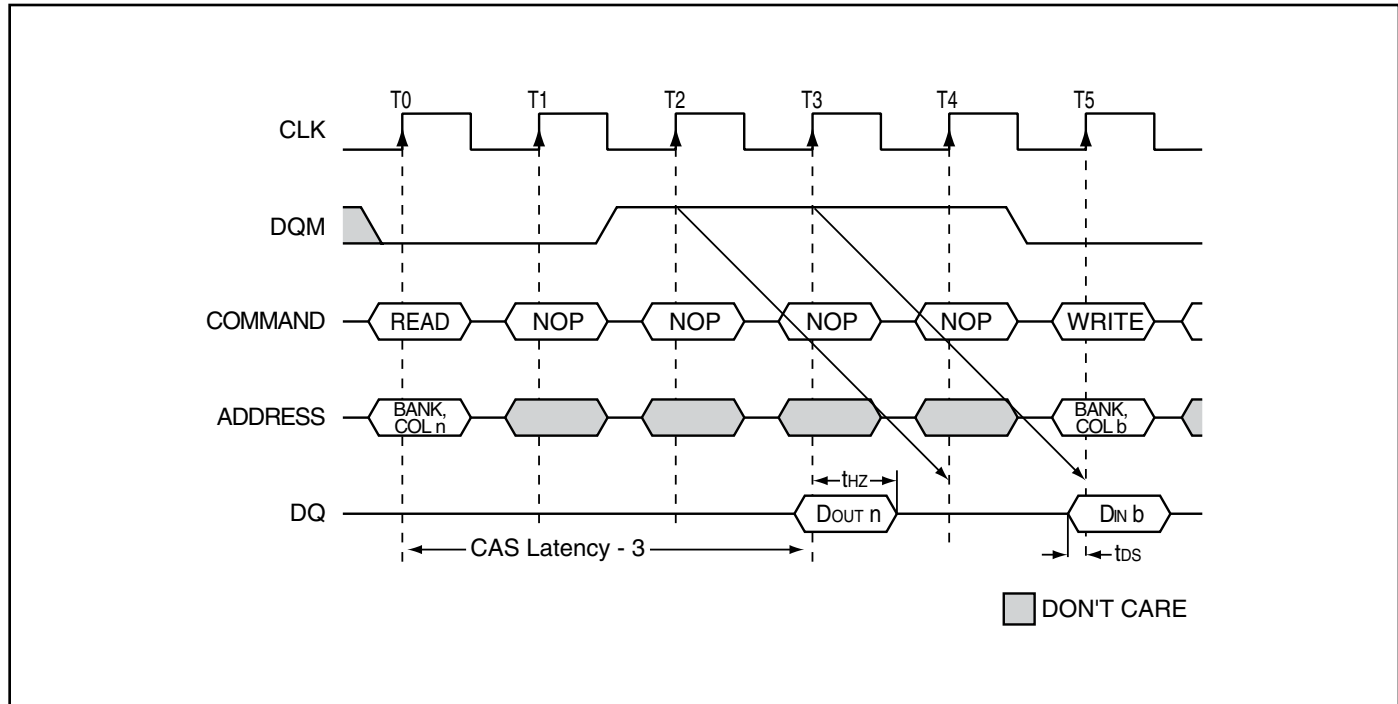 T0 T1 T2 T3 T4 T5
CLK
DQM
COMMAND READ NOP NOP NOP NOP WRITE
ADDRESS BANK, COL n BANK, COL b
tHZ
DQ DOUT n DIN b
CAS Latency - 3 tDS
DON'T CARE